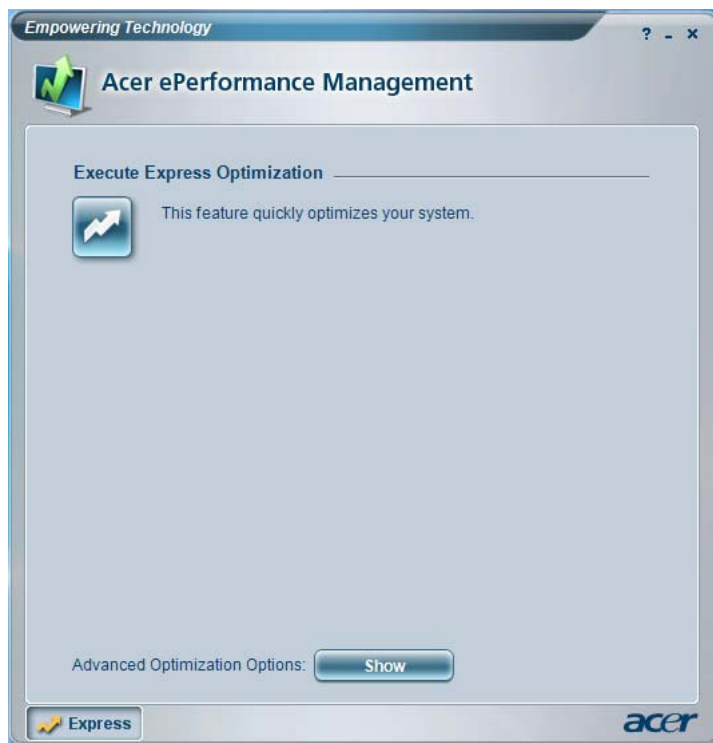 Empowering Technology
? - x
Acer ePerformance Management
Execute Express Optimization
This feature quickly optimizes your system.
Advanced Optimization Options: Show
Express
acer